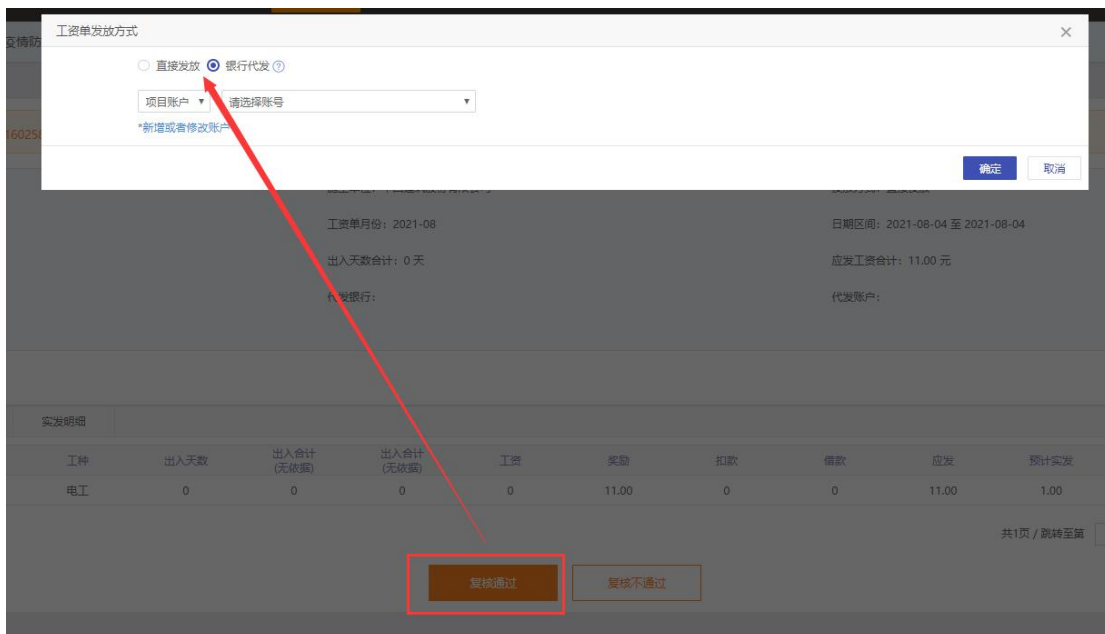 工资单发放方式 ×
疫情防
直接发放 银行代发 ?
项目账户 ▼ 请选择账号 ▼
*新增或者修改账户
160258
确定 取消
工资单月份：2021-08 日期区间：2021-08-04 至 2021-08-04
出入天数合计：0 天 应发工资合计：11.00 元
代发银行： 代发账户：
实发明细
工种 出入天数 出入合计 (无依据) 出入合计 (无依据) 工资 奖励 扣款 借款 应发 预计实发
电工 0 0 0 0 11.00 0 0 11.00 1.00
共1页 / 跳转至第
复核通过 复核不通过